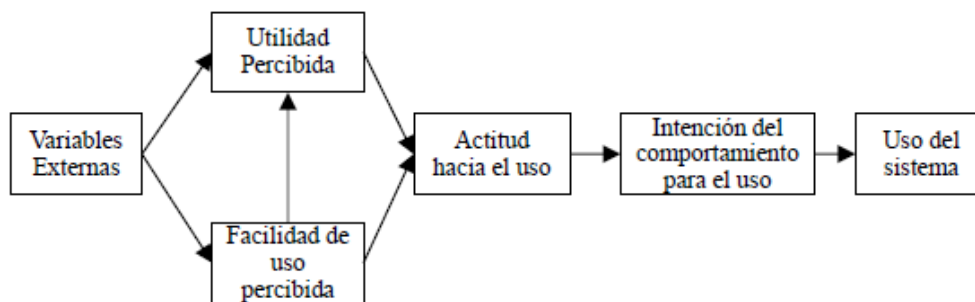 Utilidad
Percibida
Variables
Externas
Actitud
hacia el uso
Intención del
comportamiento
para el uso
Uso del
sistema
Facilidad de
uso
percibida